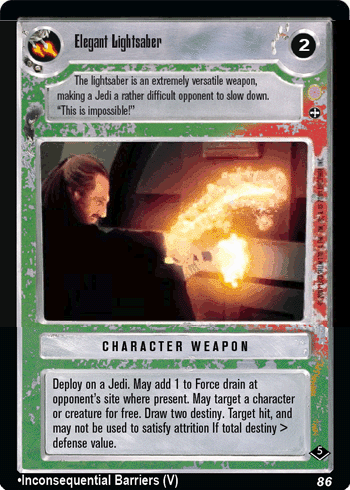 Elegant Lightsaber
2
The lightsaber is an extremely versatile weapon,
making a Jedi a rather difficult opponent to slow down.
“This is impossible!”
CHARACTER WEAPON
Deploy on a Jedi. May add 1 to Force drain at
opponent's site where present. May target a character
or creature for free. Draw two destiny. Target hit, and
may not be used to satisfy attrition If total destiny >
defense value.
5
•Inconsequential Barriers (V)
86